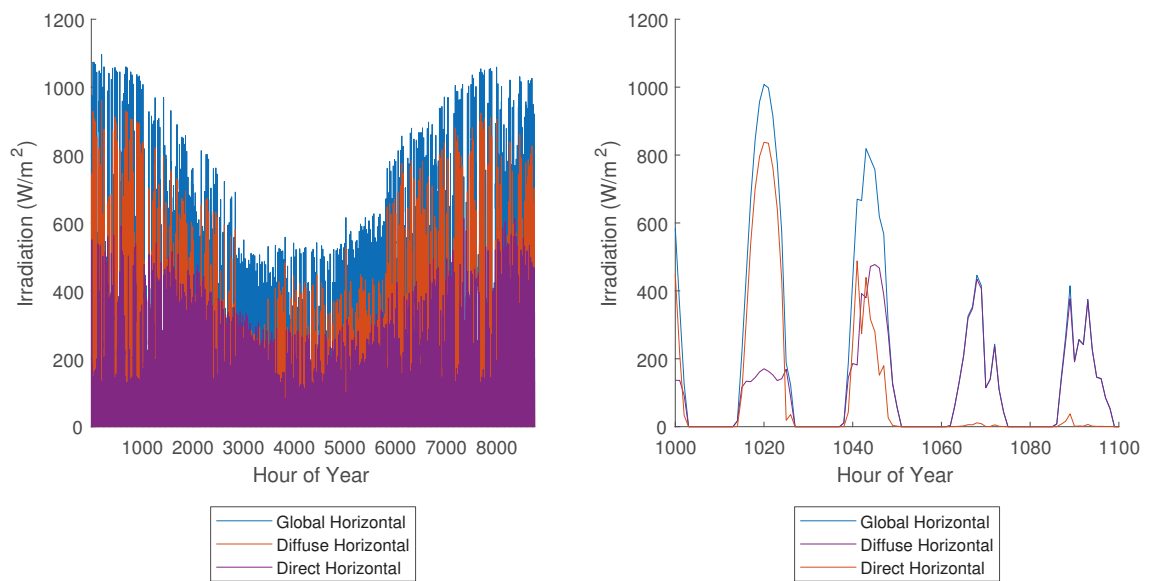 1200
1000
800
600
400
200
0
Irradiation (W/m²)
1000 2000 3000 4000 5000 6000 7000 8000
Hour of Year
Global Horizontal
Diffuse Horizontal
Direct Horizontal
1200
1000
800
600
400
200
0
Irradiation (W/m²)
1000 1020 1040 1060 1080 1100
Hour of Year
Global Horizontal
Diffuse Horizontal
Direct Horizontal